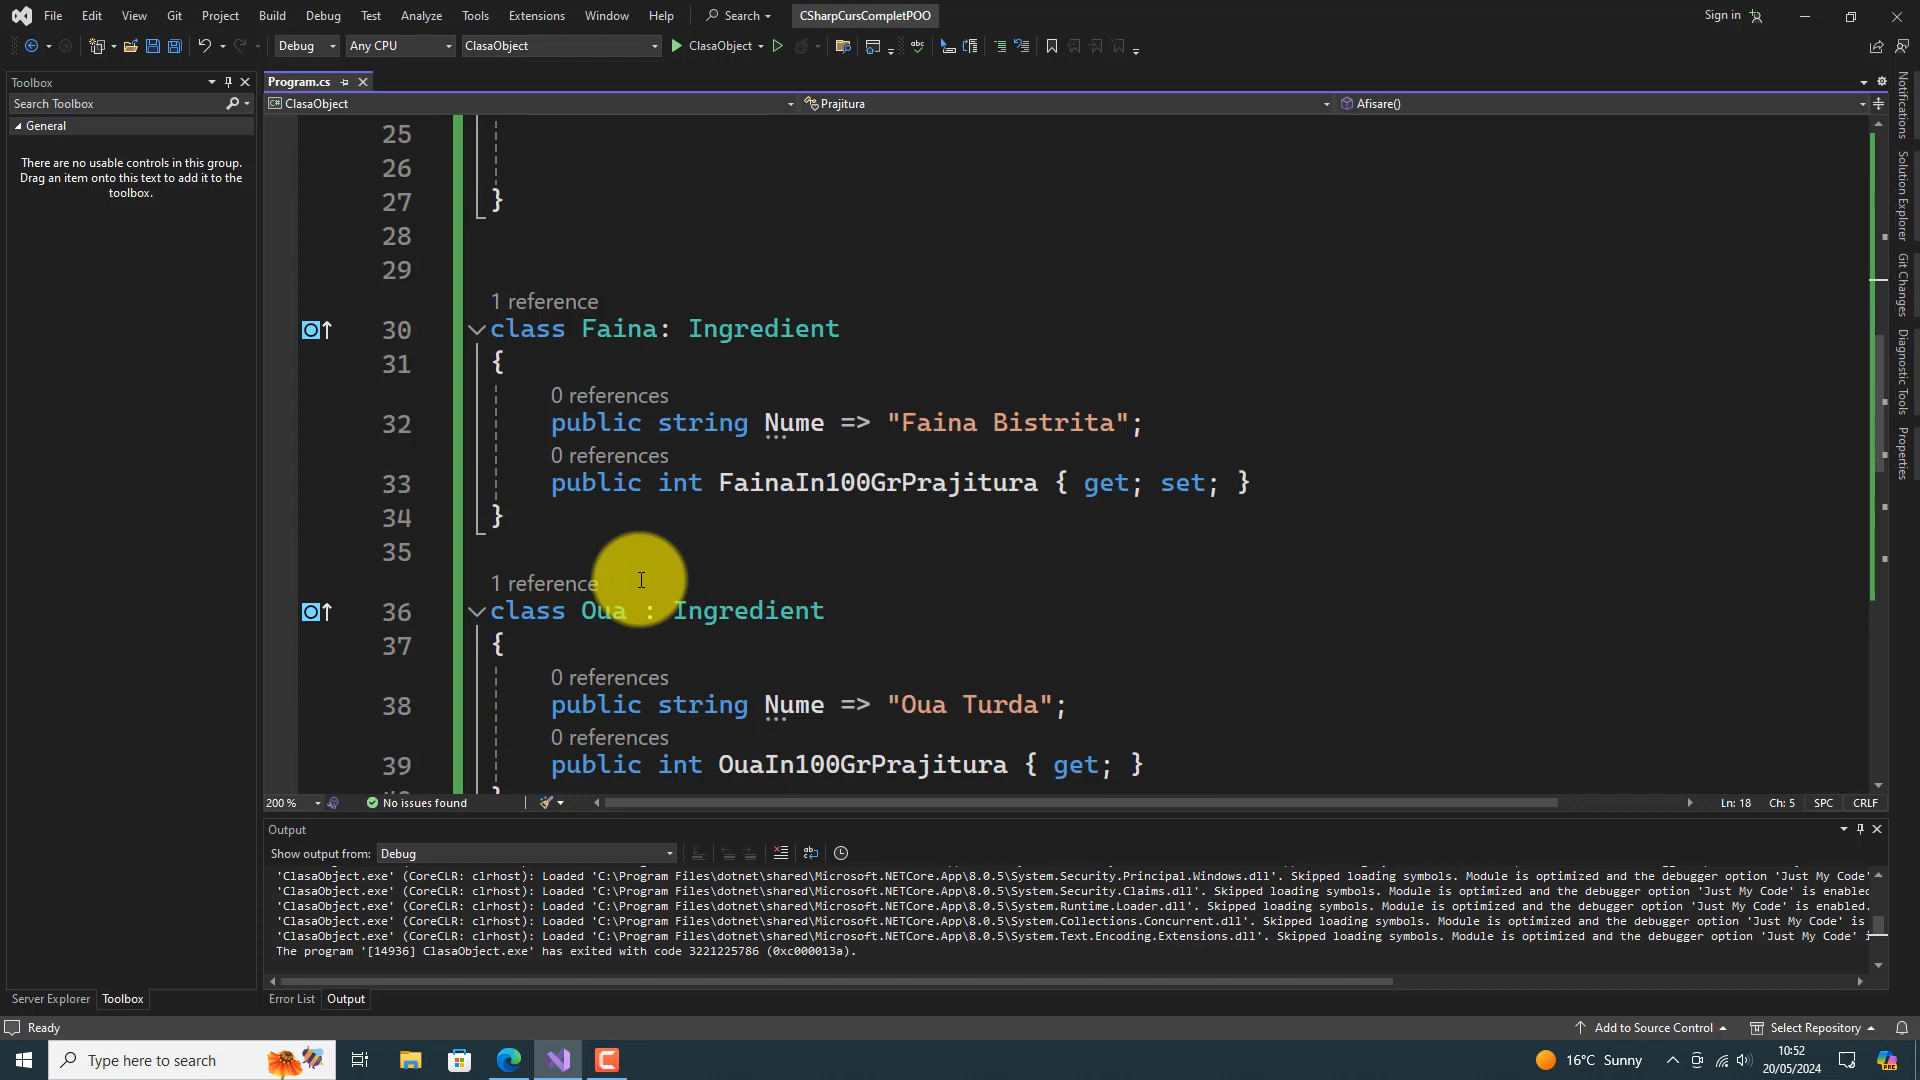 File Edit View Git Project Build Debug Test Analyze Tools Extensions Window Help Search CSharpCursCompletPOO Sign in
Debug Any CPU ClasaObject ClasaObject
Toolbox
Program.cs
Search Toolbox
ClasaObject Prajitura Afisare()
General
There are no usable controls in this group.
Drag an item onto this text to add it to the
toolbox.
25
26
27 }
28
29
1 reference
30 class Faina: Ingredient
31 {
0 references
32 public string Nume => "Faina Bistrita";
0 references
33 public int FainaIn100GrPrajitura { get; set; }
34 }
35
1 reference
36 class Oua : Ingredient
37 {
0 references
38 public string Nume => "Oua Turda";
0 references
39 public int OuaIn100GrPrajitura { get; }
200 % No issues found Ln: 18 Ch: 5 SPC CRLF
Output
Show output from: Debug
'ClasaObject.exe' (CoreCLR: clrhost): Loaded 'C:\Program Files\dotnet\shared\Microsoft.NETCore.App\8.0.5\System.Security.Principal.Windows.dll'. Skipped loading symbols. Module is optimized and the debugger option 'Just My Code'
'ClasaObject.exe' (CoreCLR: clrhost): Loaded 'C:\Program Files\dotnet\shared\Microsoft.NETCore.App\8.0.5\System.Security.Claims.dll'. Skipped loading symbols. Module is optimized and the debugger option 'Just My Code' is enabled
'ClasaObject.exe' (CoreCLR: clrhost): Loaded 'C:\Program Files\dotnet\shared\Microsoft.NETCore.App\8.0.5\System.Runtime.Loader.dll'. Skipped loading symbols. Module is optimized and the debugger option 'Just My Code' is enabled.
'ClasaObject.exe' (CoreCLR: clrhost): Loaded 'C:\Program Files\dotnet\shared\Microsoft.NETCore.App\8.0.5\System.Collections.Concurrent.dll'. Skipped loading symbols. Module is optimized and the debugger option 'Just My Code' is
'ClasaObject.exe' (CoreCLR: clrhost): Loaded 'C:\Program Files\dotnet\shared\Microsoft.NETCore.App\8.0.5\System.Text.Encoding.Extensions.dll'. Skipped loading symbols. Module is optimized and the debugger option 'Just My Code'
The program '[14936] ClasaObject.exe' has exited with code 3221225786 (0xc000013a).
Server Explorer Toolbox Error List Output
Notifications
Solution Explorer
Git Changes
Diagnostic Tools
Properties
Ready Add to Source Control Select Repository
Type here to search 16°C Sunny 10:52
20/05/2024